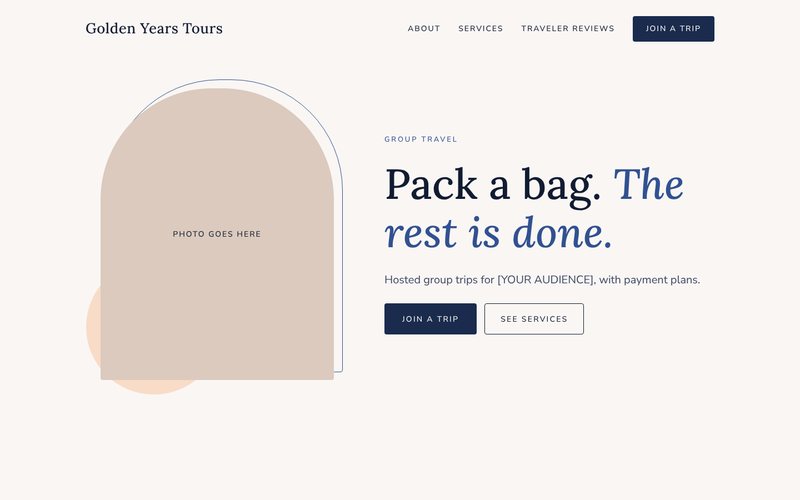 Golden Years Tours
ABOUT
SERVICES
TRAVELER REVIEWS
JOIN A TRIP
PHOTO GOES HERE
GROUP TRAVEL
Pack a bag. The
rest is done.
Hosted group trips for [YOUR AUDIENCE], with payment plans.
JOIN A TRIP
SEE SERVICES